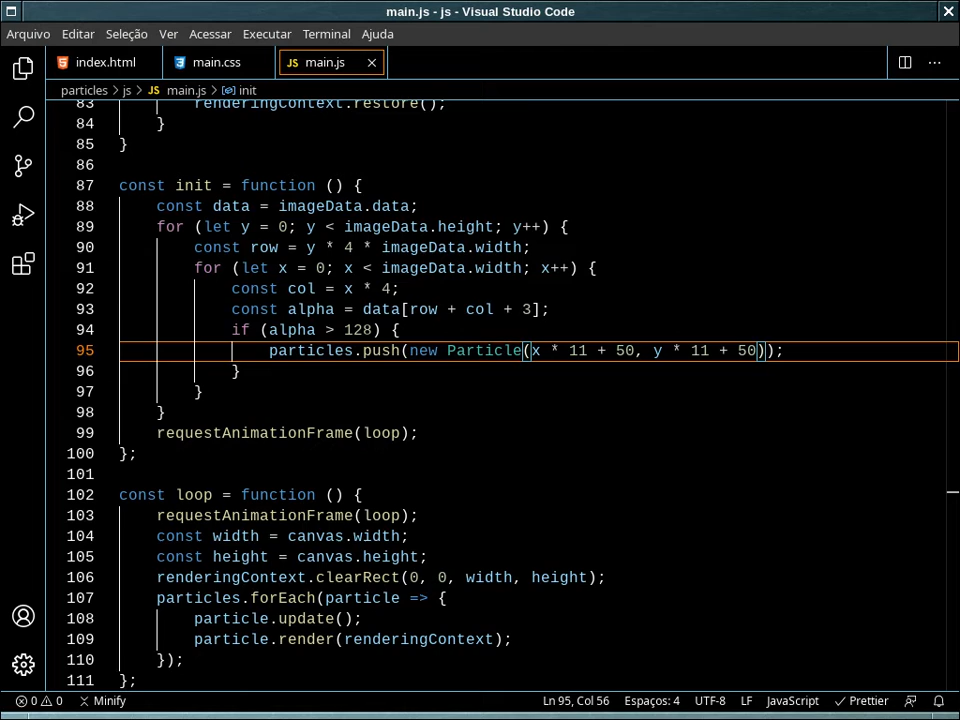 main.js - js - Visual Studio Code
Arquivo Editar Seleção Ver Acessar Executar Terminal Ajuda
index.html main.css JS main.js
particles > js > JS main.js > init
83 renderingContext.restore();
84 }
85 }
86
87 const init = function () {
88 const data = imageData.data;
89 for (let y = 0; y < imageData.height; y++) {
90 const row = y * 4 * imageData.width;
91 for (let x = 0; x < imageData.width; x++) {
92 const col = x * 4;
93 const alpha = data[row + col + 3];
94 if (alpha > 128) {
95 particles.push(new Particle(x * 11 + 50, y * 11 + 50));
96 }
97 }
98 }
99 requestAnimationFrame(loop);
100 };
101
102 const loop = function () {
103 requestAnimationFrame(loop);
104 const width = canvas.width;
105 const height = canvas.height;
106 renderingContext.clearRect(0, 0, width, height);
107 particles.forEach(particle => {
108 particle.update();
109 particle.render(renderingContext);
110 });
111 };
0 0 Minify Ln 95, Col 56 Espaços: 4 UTF-8 LF JavaScript Prettier